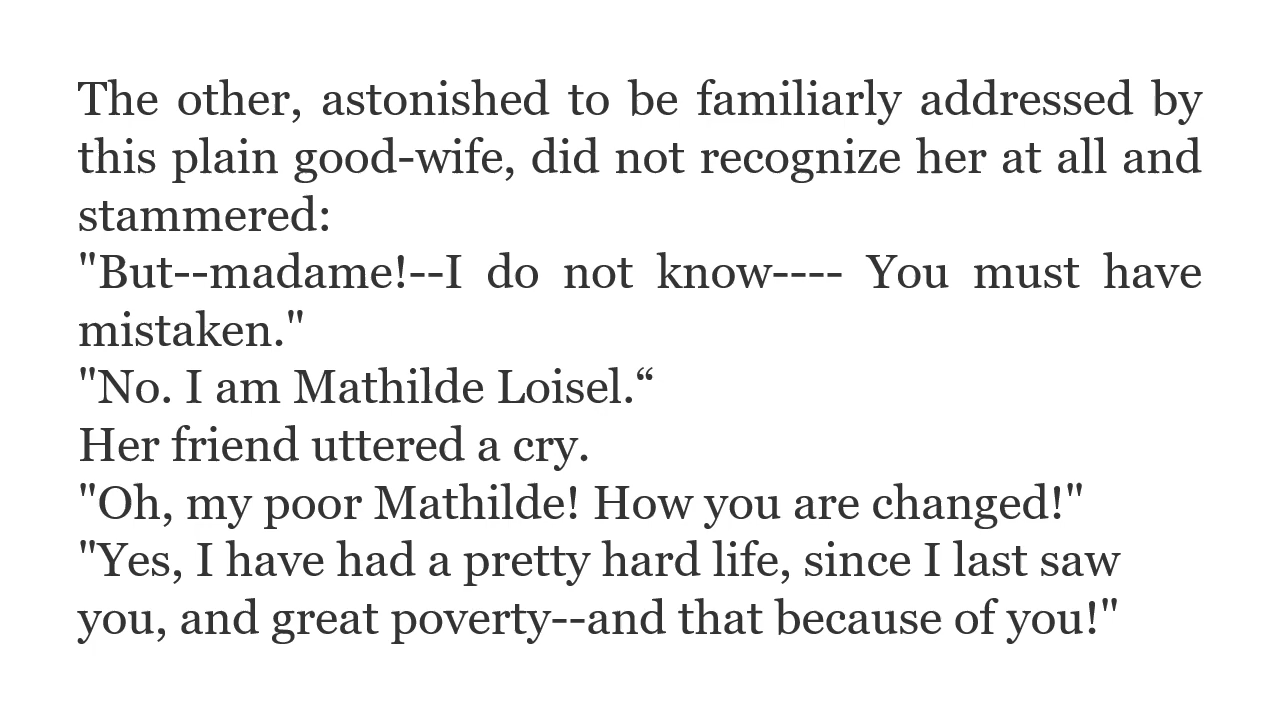 The other, astonished to be familiarly addressed by
this plain good-wife, did not recognize her at all and
stammered:
"But--madame!--I do not know---- You must have
mistaken."
"No. I am Mathilde Loisel.“
Her friend uttered a cry.
"Oh, my poor Mathilde! How you are changed!"
"Yes, I have had a pretty hard life, since I last saw
you, and great poverty--and that because of you!"